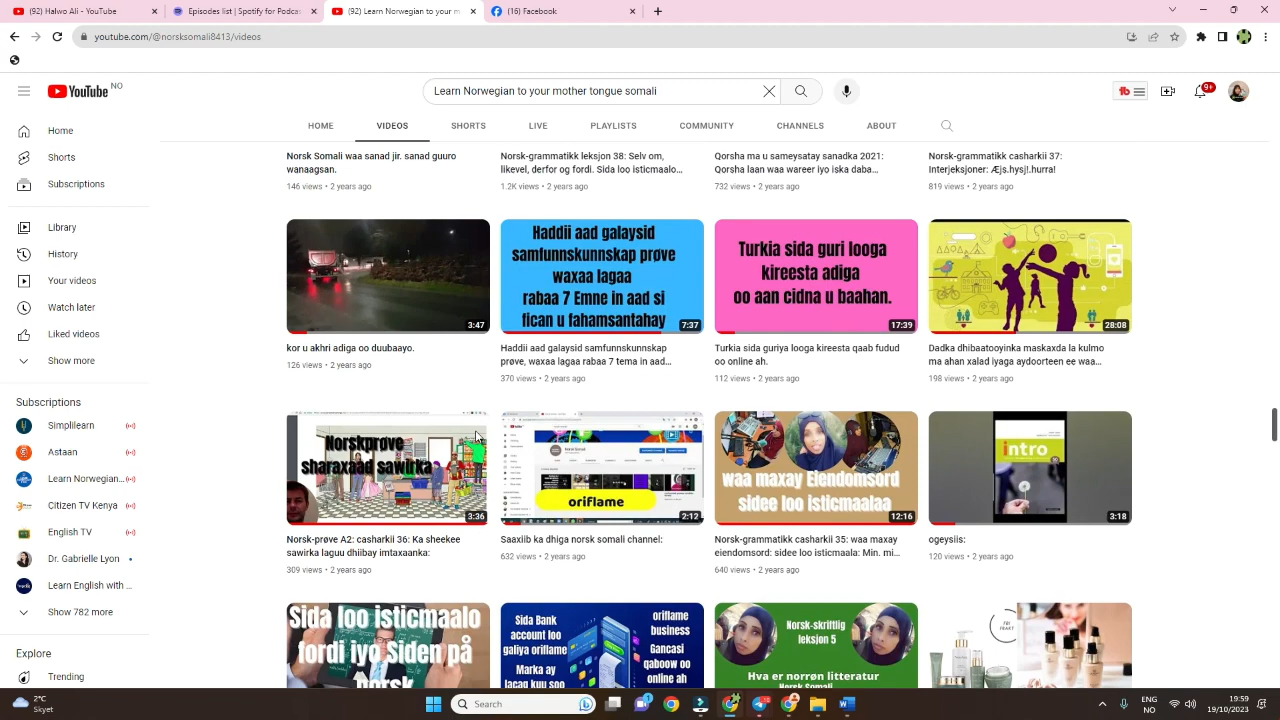 (92) Halwo Ali - YouTube
Episodes list | Spotify for Podcas
(92) Learn Norwegian to your m
(16) Facebook
youtube.com/@norsksomali8413/videos
YouTube NO
Learn Norwegian to your mother tongue somali
9+
HOME VIDEOS SHORTS LIVE PLAYLISTS COMMUNITY CHANNELS ABOUT
Home
Shorts
Subscriptions
Library
History
Your videos
Watch later
Liked videos
Show more
Subscriptions
Simplilearn
Astaan
Learn Norwegian...
Citizen TV Kenya
English TV
Dr. Gabrielle Lyon
Learn English with ...
Show 782 more
Explore
Trending
Norsk Somali waa sanad jir. sanad guuro
wanaagsan.
146 views • 2 years ago
Norsk-grammatikk leksjon 38: Selv om,
likevel, derfor og fordi. Sida loo isticmaalo...
1.2K views • 2 years ago
Qorsha ma u sameysatay sanadka 2021:
Qorsha laan waa wareer iyo iska daba...
732 views • 2 years ago
Norsk-grammatikk casharkii 37:
Interjeksjoner: Æjs.hysj!.hurra!
819 views • 2 years ago
3:47
kor u akhri adiga oo duubaayo.
126 views • 2 years ago
Haddii aad galaysid
samfunnskunnskap prøve
waxaa lagaa
rabaa 7 Emne in aad si
fican u fahamsantahay
7:37
Haddii aad galaysid samfunnskunnskap
prøve, waxaa lagaa rabaa 7 tema in aad...
370 views • 2 years ago
Turkia sida guri looga
kireesta adiga
oo aan cidna u baahan.
17:39
Turkia sida guriya looga kireesta qaab fudud
oo online ah.
112 views • 2 years ago
28:08
Dadka dhibaatooyinka maskaxda la kulmo
ma ahan xalad iyaga aydoorteen ee waa...
198 views • 2 years ago
Norskprøve
sharaxaad sawirka
3:36
Norsk-prøve A2: casharkii 36: Ka sheekee
sawirka laguu dhiibay imtaxaanka:
309 views • 2 years ago
oriflame
2:12
Saaxiib ka dhiga norsk somali channel:
632 views • 2 years ago
waa maxay Eiendomsord
sidee loo isticmaalaa
12:16
Norsk-grammatikk casharkii 35: waa maxay
eiendomsord: sidee loo isticmaala: Min. mi...
640 views • 2 years ago
intro
3:18
ogeysiis:
120 views • 2 years ago
Sida loo isticmaalo
fordi iyo Siden på
norsk
Sida Bank
account loo
galiya oriflame
Marka ay
lacag kuu soo
oriflame
business
Gancasi
qaboow oo
online ah
Norsk-skriftlig
leksjon 5
Hva er norrøn litteratur
Norsk Somali
2°C
Skyet
Search
ENG
NO
19:59
19/10/2023